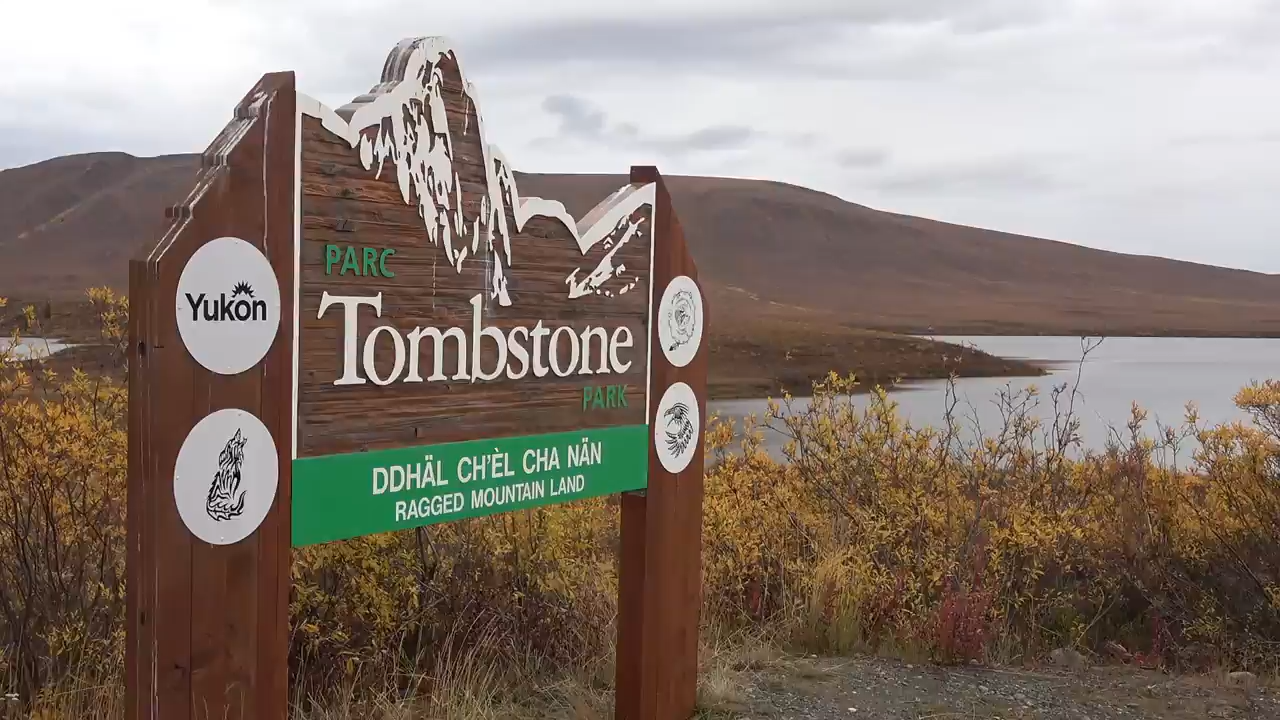 PARC
Tombstone
PARK
DDHÄL CH'ÈL CHA NÄN
RAGGED MOUNTAIN LAND
Yukon